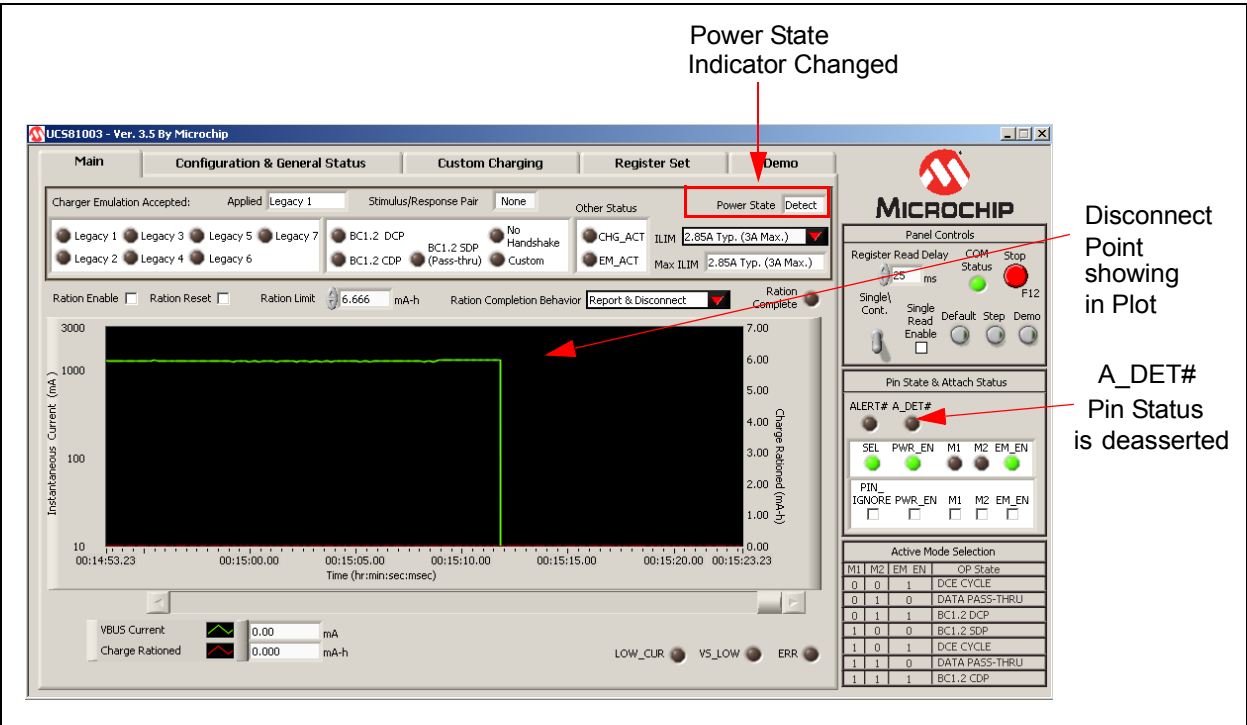 Power State
Indicator Changed
UCS81003 - Ver. 3.5 By Microchip
Main
Configuration & General Status
Custom Charging
Register Set
Demo
Charger Emulation Accepted:
Applied
Legacy 1
Stimulus/Response Pair
None
Other Status
Power State
Detect
Legacy 1
Legacy 3
Legacy 5
Legacy 7
Legacy 2
Legacy 4
Legacy 6
BC1.2 DCP
BC1.2 CDP
BC1.2 SDP
(Pass-thru)
No
Handshake
Custom
CHG_ACT
EM_ACT
ILIM
2.85A Typ. (3A Max.)
Max ILIM
2.85A Typ. (3A Max.)
Ration Enable
Ration Reset
Ration Limit
6.666
mA-h
Ration Completion Behavior
Report & Disconnect
Ration
Complete
3000
1000
100
10
Instantaneous Current (mA)
7.00
6.00
5.00
4.00
3.00
2.00
1.00
0.00
Charge Rationed (mA-h)
00:14:53.23
00:15:00.00
00:15:05.00
00:15:10.00
00:15:15.00
00:15:20.00
00:15:23.23
Time (hr:min:sec:msec)
VBUS Current
0.00
mA
Charge Rationed
0.000
mA-h
LOW_CUR
VS_LOW
ERR
MICROCHIP
Panel Controls
Register Read Delay
25
ms
COM
Status
Stop
F12
Single\
Cont.
Single
Read
Enable
Default
Step
Demo
Pin State & Attach Status
ALERT#
A_DET#
SEL
PWR_EN
M1
M2
EM_EN
PIN_
IGNORE
PWR_EN
M1
M2
EM_EN
Active Mode Selection
M1 M2 EM EN OP State
0 0 1 DCE CYCLE
0 1 0 DATA PASS-THRU
0 1 1 BC1.2 DCP
1 0 0 BC1.2 SDP
1 0 1 DCE CYCLE
1 1 0 DATA PASS-THRU
1 1 1 BC1.2 CDP
Disconnect
Point
showing
in Plot
A_DET#
Pin Status
is deasserted